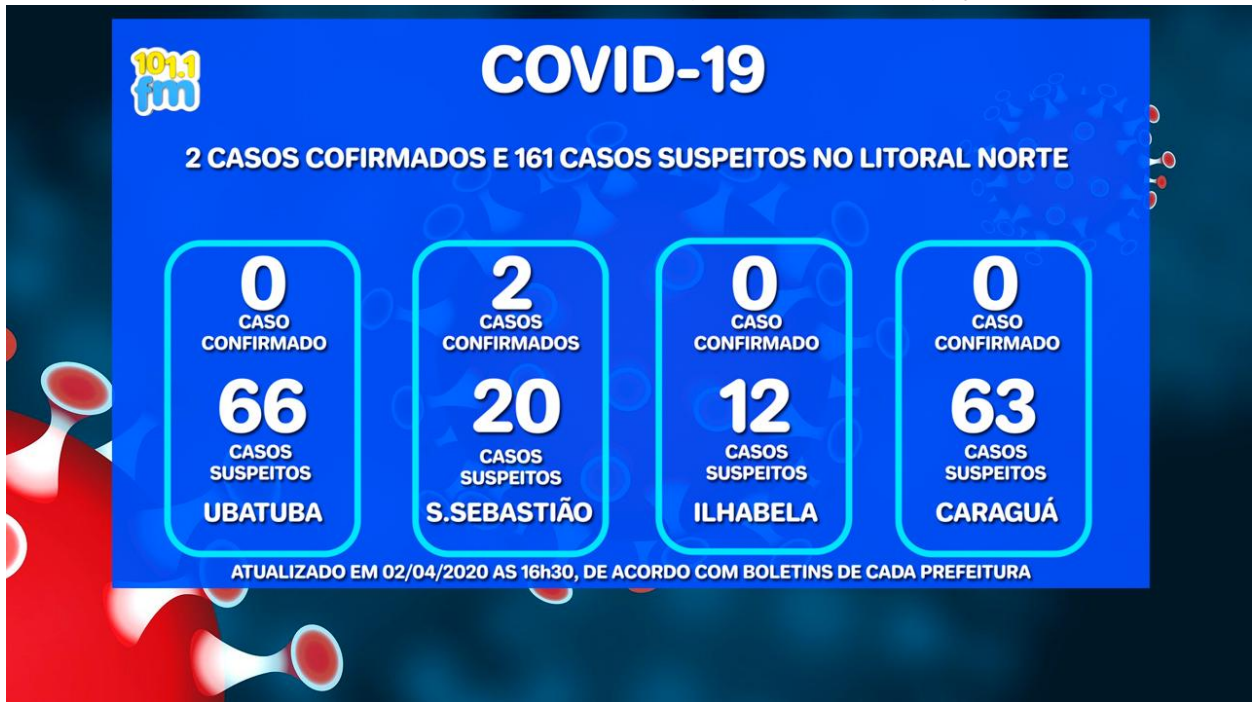 101.1
fm
COVID-19
2 CASOS COFIRMADOS E 161 CASOS SUSPEITOS NO LITORAL NORTE
0
CASO
CONFIRMADO
66
CASOS
SUSPEITOS
UBATUBA
2
CASOS
CONFIRMADOS
20
CASOS
SUSPEITOS
S.SEBASTIÃO
0
CASO
CONFIRMADO
12
CASOS
SUSPEITOS
ILHABELA
0
CASO
CONFIRMADO
63
CASOS
SUSPEITOS
CARAGUÁ
ATUALIZADO EM 02/04/2020 AS 16h30, DE ACORDO COM BOLETINS DE CADA PREFEITURA